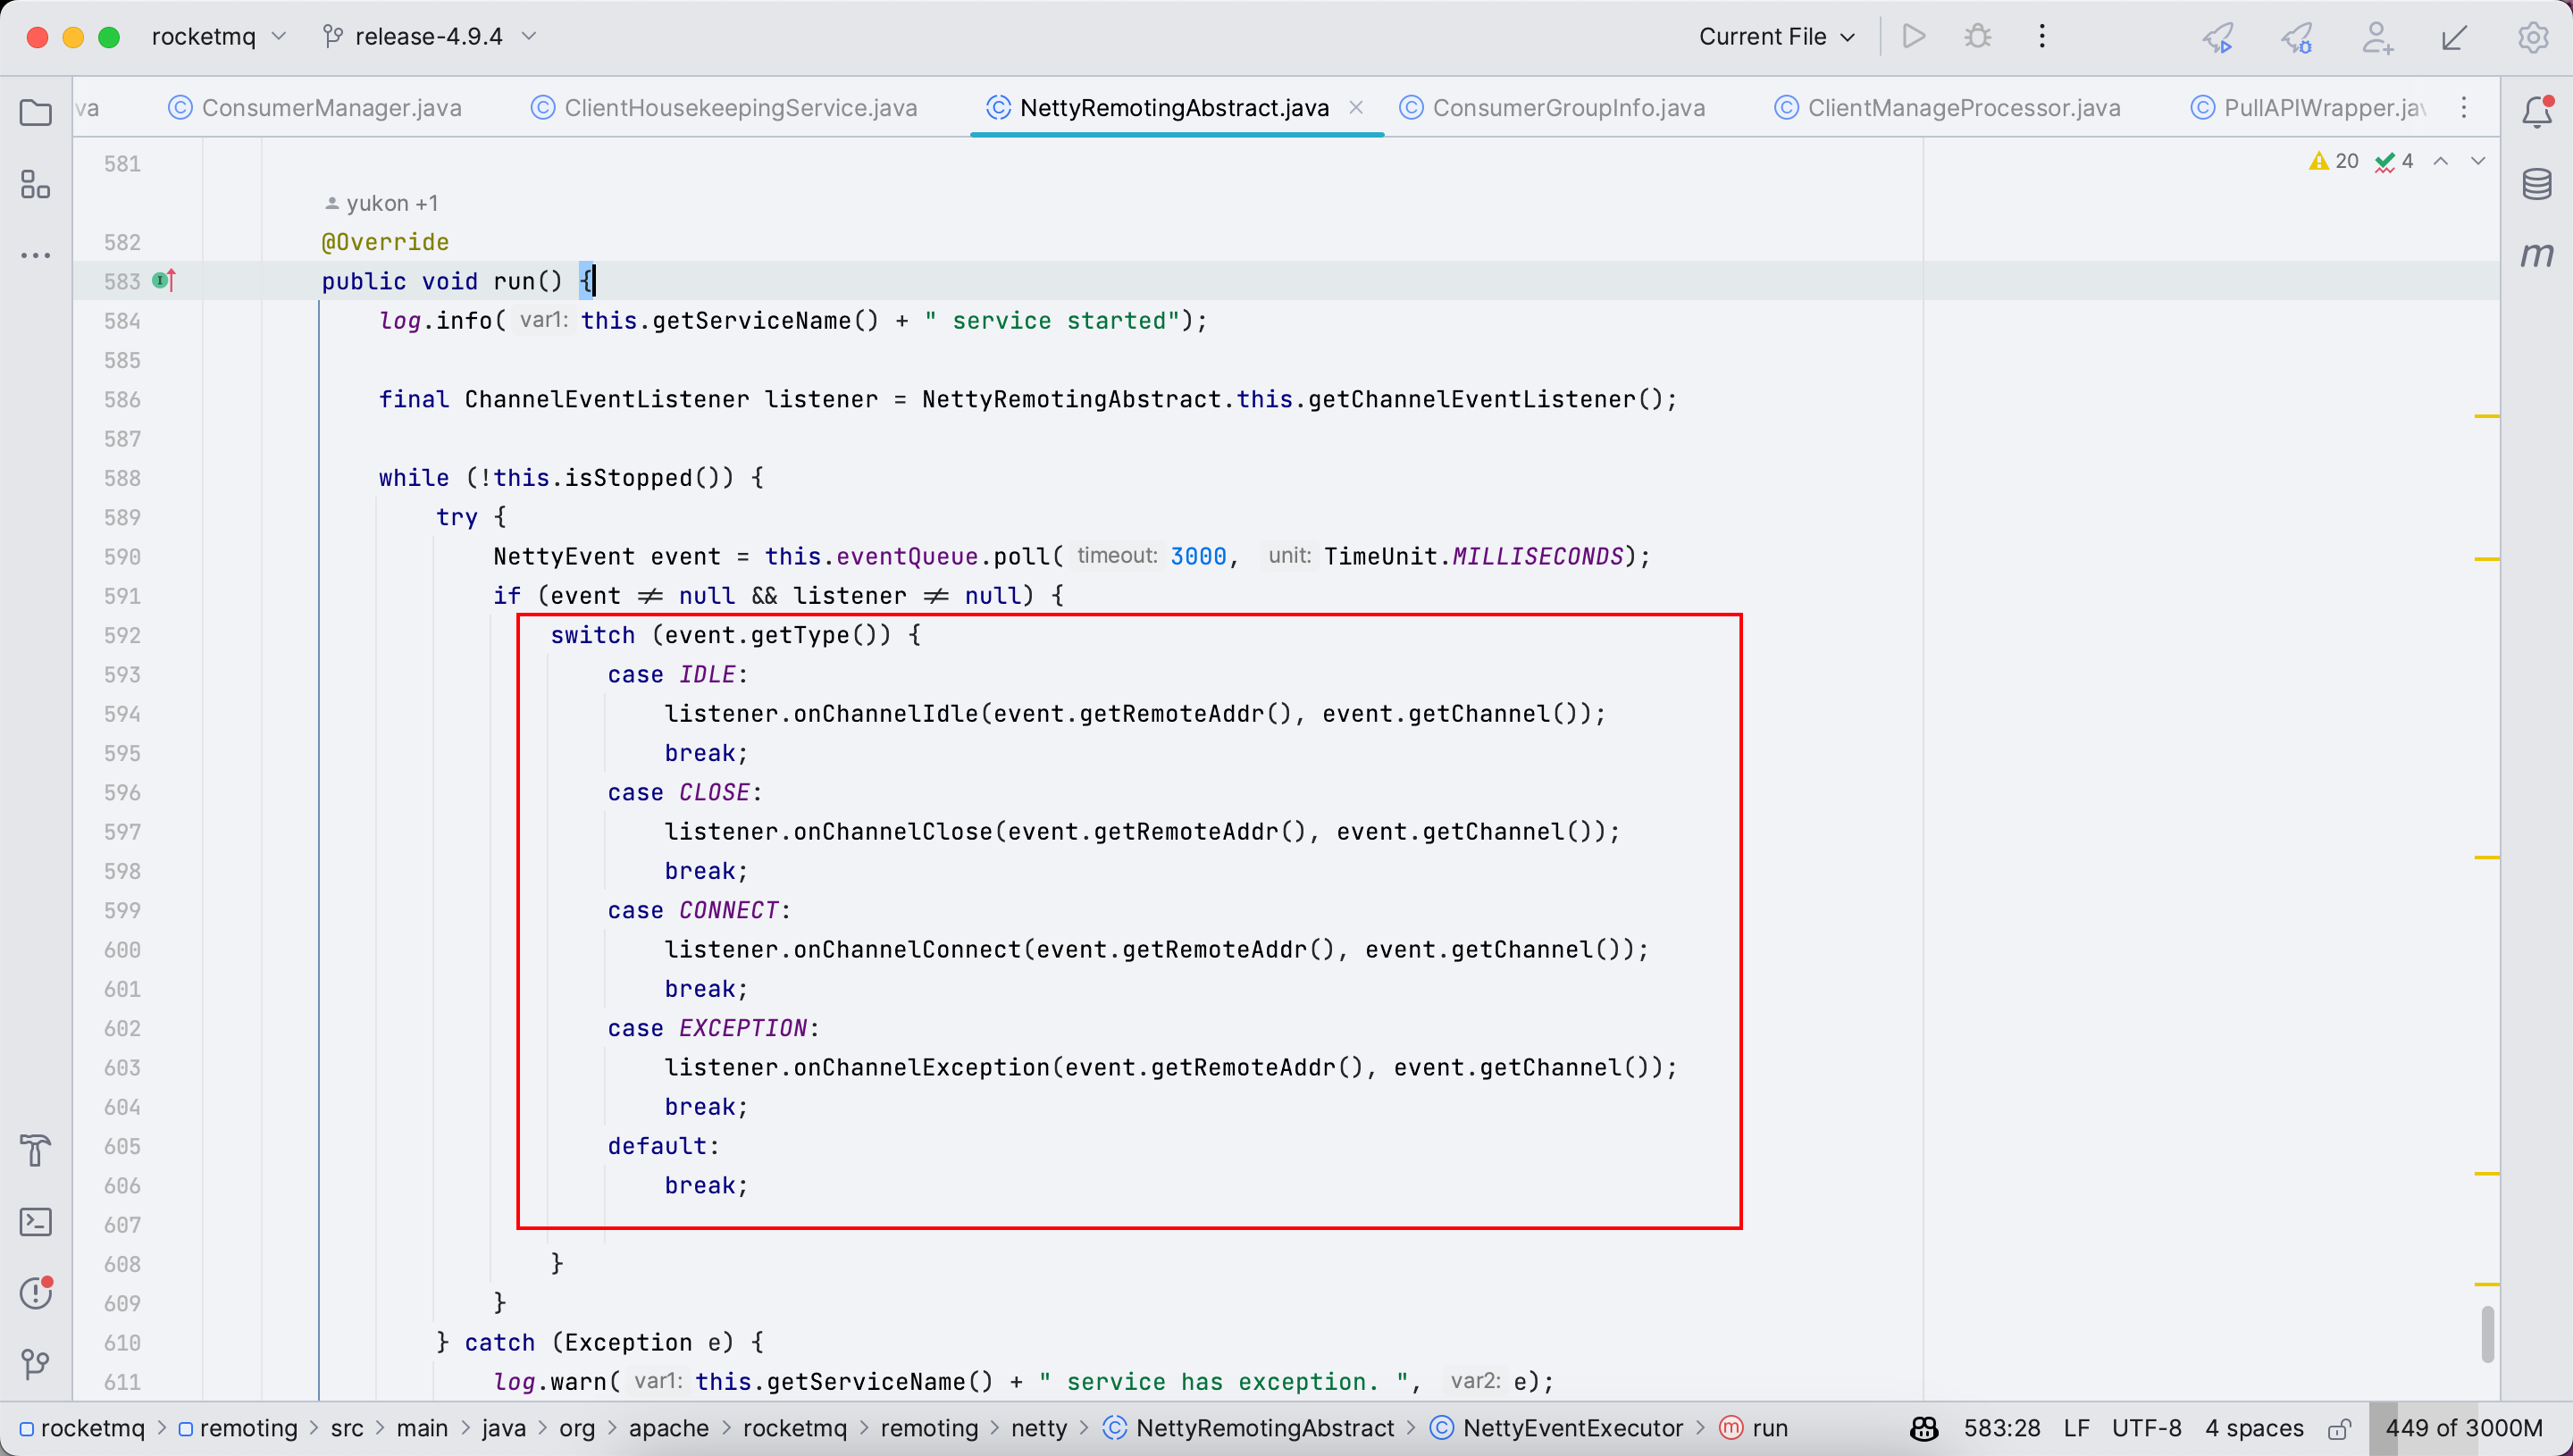 rocketmq release-4.9.4 Current File
va ConsumerManager.java ClientHousekeepingService.java NettyRemotingAbstract.java ConsumerGroupInfo.java ClientManageProcessor.java PullAPIWrapper.jav
20 4
581
yukon +1
582 @Override
583 public void run() {
584 log.info( var1: this.getServiceName() + " service started");
585
586 final ChannelEventListener listener = NettyRemotingAbstract.this.getChannelEventListener();
587
588 while (!this.isStopped()) {
589 try {
590 NettyEvent event = this.eventQueue.poll( timeout: 3000, unit: TimeUnit.MILLISECONDS);
591 if (event ≠ null && listener ≠ null) {
592 switch (event.getType()) {
593 case IDLE:
594 listener.onChannelIdle(event.getRemoteAddr(), event.getChannel());
595 break;
596 case CLOSE:
597 listener.onChannelClose(event.getRemoteAddr(), event.getChannel());
598 break;
599 case CONNECT:
600 listener.onChannelConnect(event.getRemoteAddr(), event.getChannel());
601 break;
602 case EXCEPTION:
603 listener.onChannelException(event.getRemoteAddr(), event.getChannel());
604 break;
605 default:
606 break;
607
608 }
609 }
610 } catch (Exception e) {
611 log.warn( var1: this.getServiceName() + " service has exception. ", var2: e);
rocketmq > remoting > src > main > java > org > apache > rocketmq > remoting > netty > NettyRemotingAbstract > NettyEventExecutor > run 583:28 LF UTF-8 4 spaces 449 of 3000M